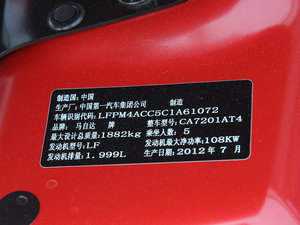 制造国:中国
生产厂:中国第一汽车集团公司 制造
车辆识别代码:LFPM4ACC5C1A61072
品牌:马自达 牌 整车型号:CA7201AT4
最大设计总质量:1882kg 乘坐人数:5
发动机型号:LF 发动机最大净功率:108KW
发动机排量:1.999L 生产日期:2012年7月